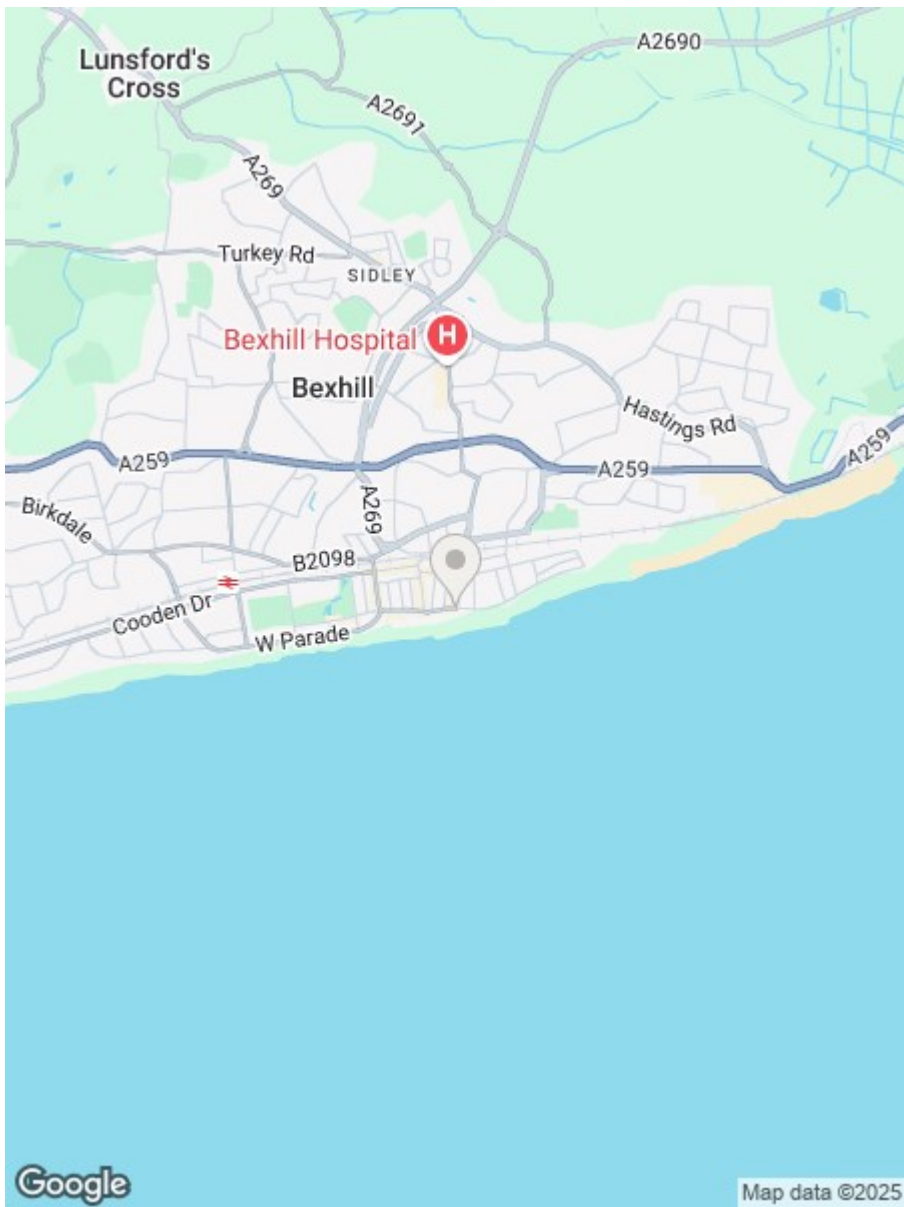 Lunsford's
Cross
A2690
A2691
A269
Turkey Rd
SIDLEY
Bexhill Hospital
H
Bexhill
Hastings Rd
A259
A259
A259
A269
Birkdale
B2098
Cooden Dr
W Parade
Google
Map data ©2025